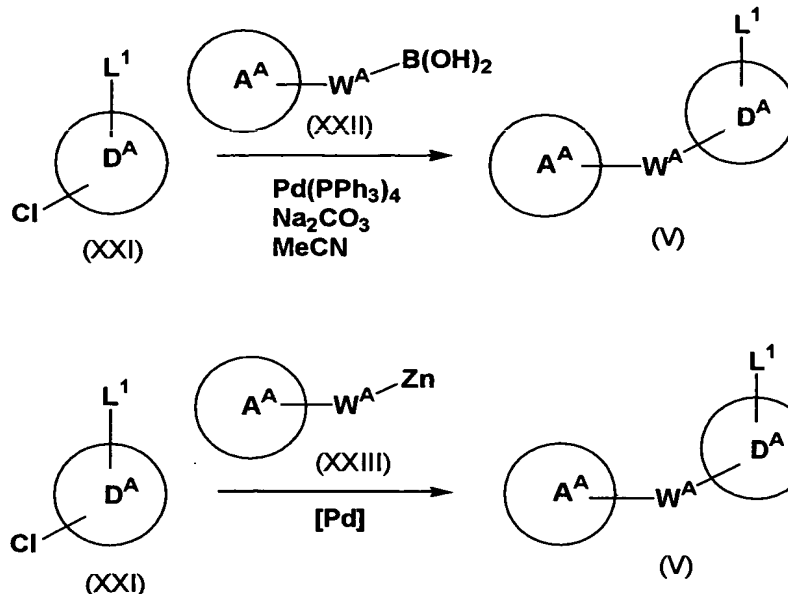 L¹
Aᴬ
Wᴬ
B(OH)₂
(XXII)
Dᴬ
Cl
(XXI)
Pd(PPh₃)₄
Na₂CO₃
MeCN
L¹
Aᴬ
Wᴬ
Dᴬ
(V)
L¹
Aᴬ
Wᴬ
Zn
(XXIII)
Dᴬ
Cl
(XXI)
[Pd]
L¹
Aᴬ
Wᴬ
Dᴬ
(V)